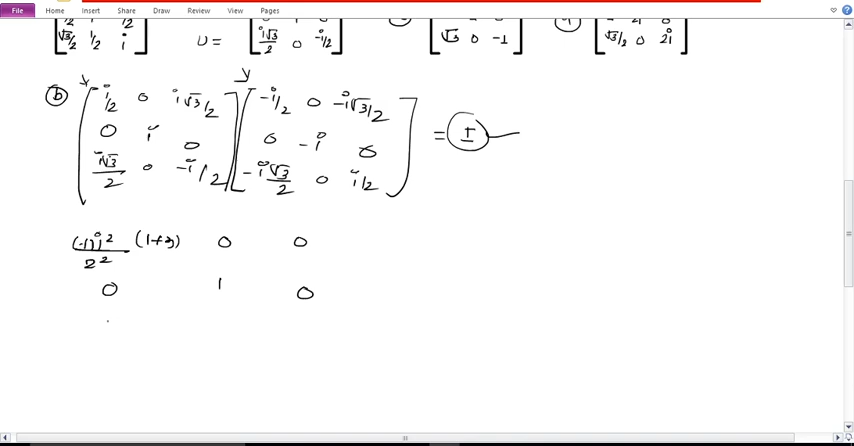 File Home Insert Share Draw Review View Pages
1/2
√3/2 1/2 i
U = i√3/2 0 -i/2
√3 0 -1
√3/2 0 2i
(b) -i/2 0 i√3/2 -i/2 0 -i√3/2
0 i 0 0 -i 0 = ±
i√3/2 0 -i/2 -i√3/2 0 i/2
(-1)i²/2² (1+3) 0 0
0 1 0